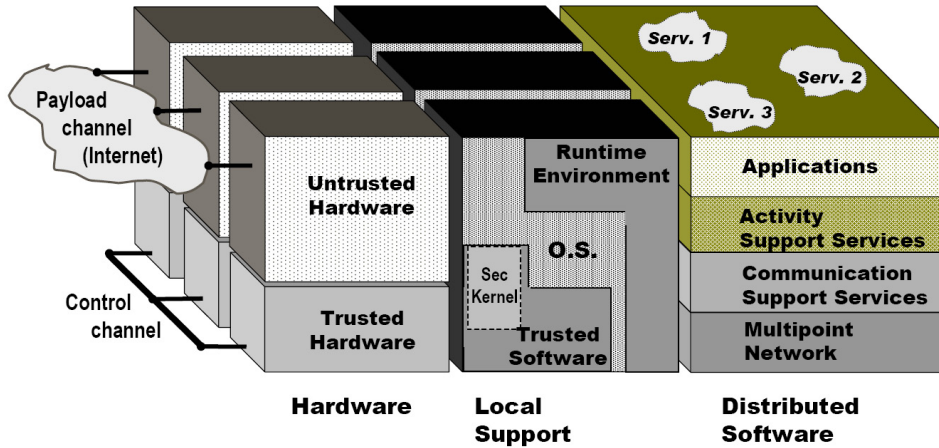 Serv. 1
Serv. 2
Serv. 3
Payload
channel
(Internet)
Control
channel
Untrusted
Hardware
Trusted
Hardware
Runtime
Environment
O.S.
Sec
Kernel
Trusted
Software
Applications
Activity
Support Services
Communication
Support Services
Multipoint
Network
Hardware
Local
Support
Distributed
Software